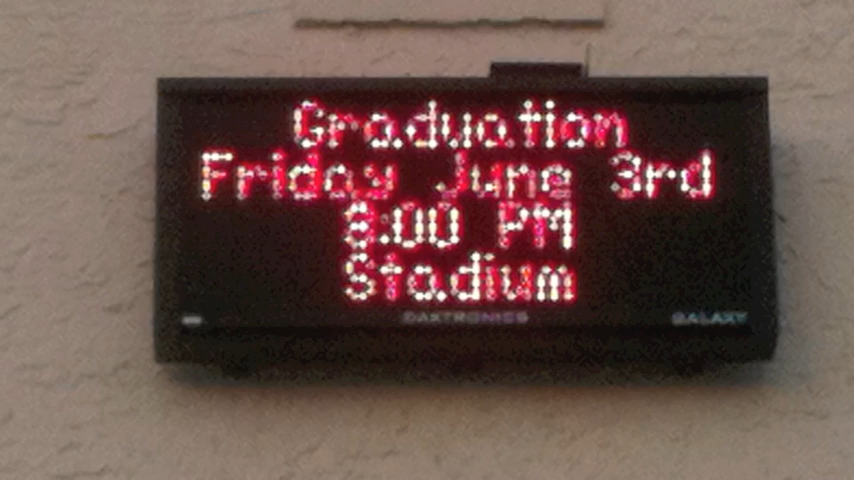 Graduation
Friday June 3rd
8:00 PM
Stadium
DAKTRONICS GALAXY